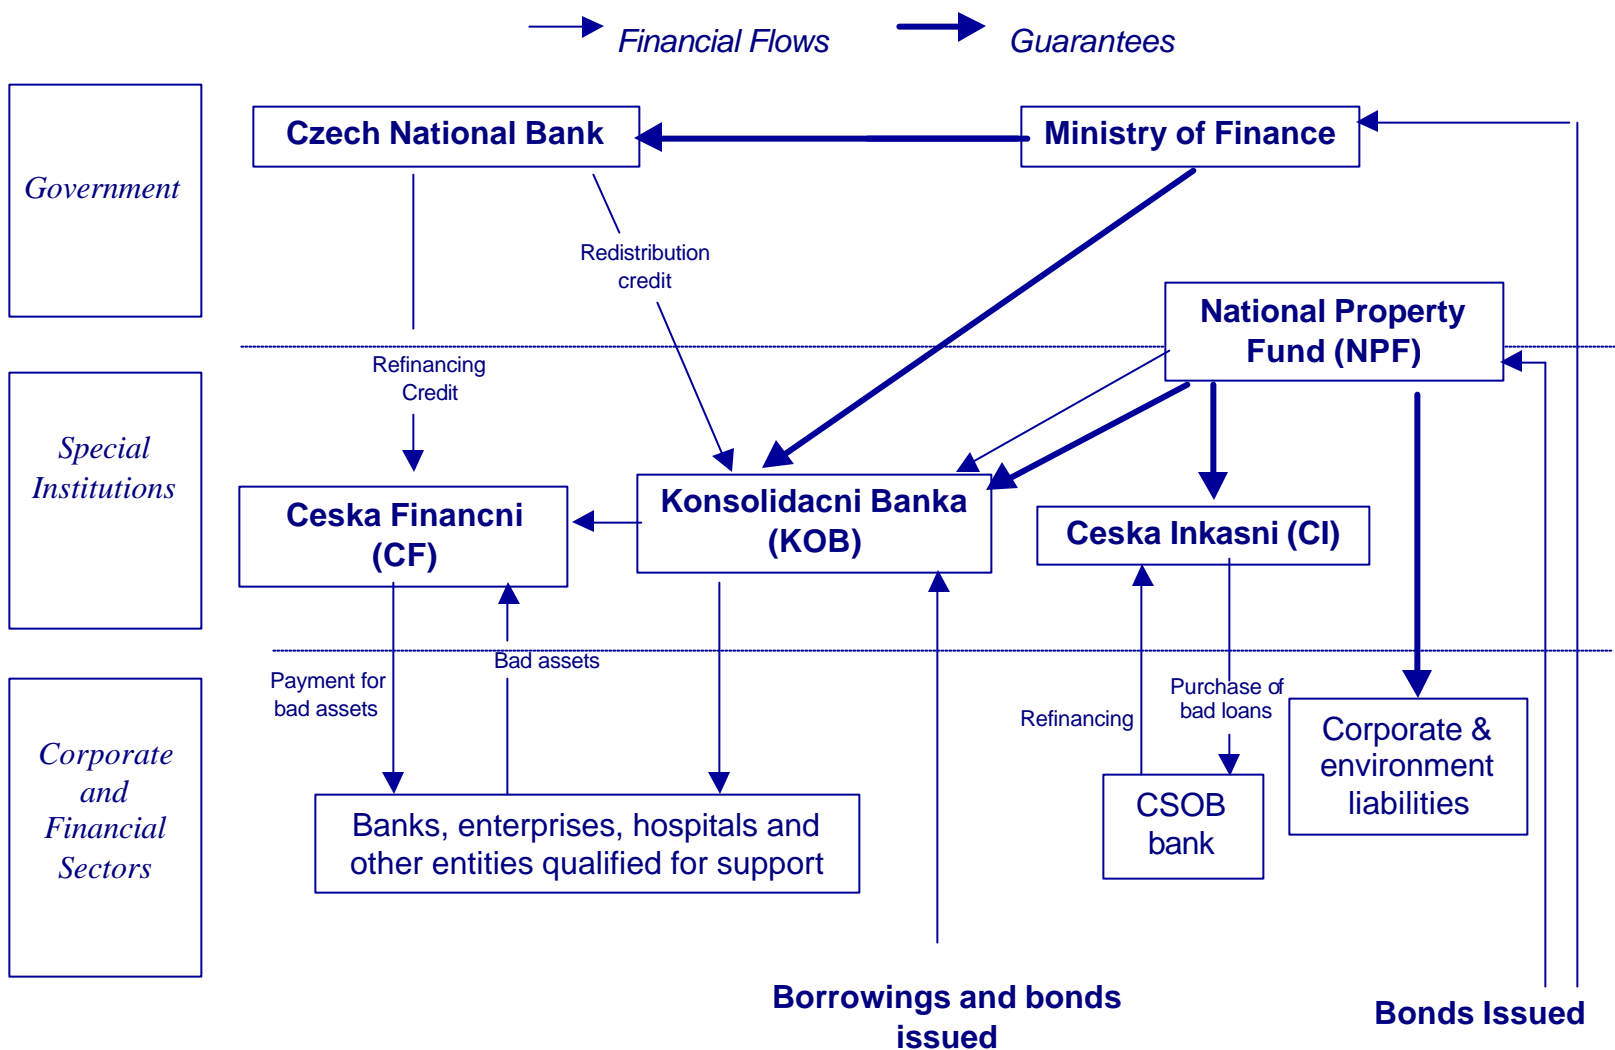 Financial Flows
Guarantees
Government
Czech National Bank
Ministry of Finance
Redistribution
credit
National Property
Fund (NPF)
Refinancing
Credit
Special
Institutions
Ceska Financni
(CF)
Konsolidacni Banka
(KOB)
Ceska Inkasni (CI)
Payment for
bad assets
Bad assets
Refinancing
Purchase of
bad loans
Corporate
and
Financial
Sectors
Banks, enterprises, hospitals and
other entities qualified for support
CSOB
bank
Corporate &
environment
liabilities
Borrowings and bonds
issued
Bonds Issued